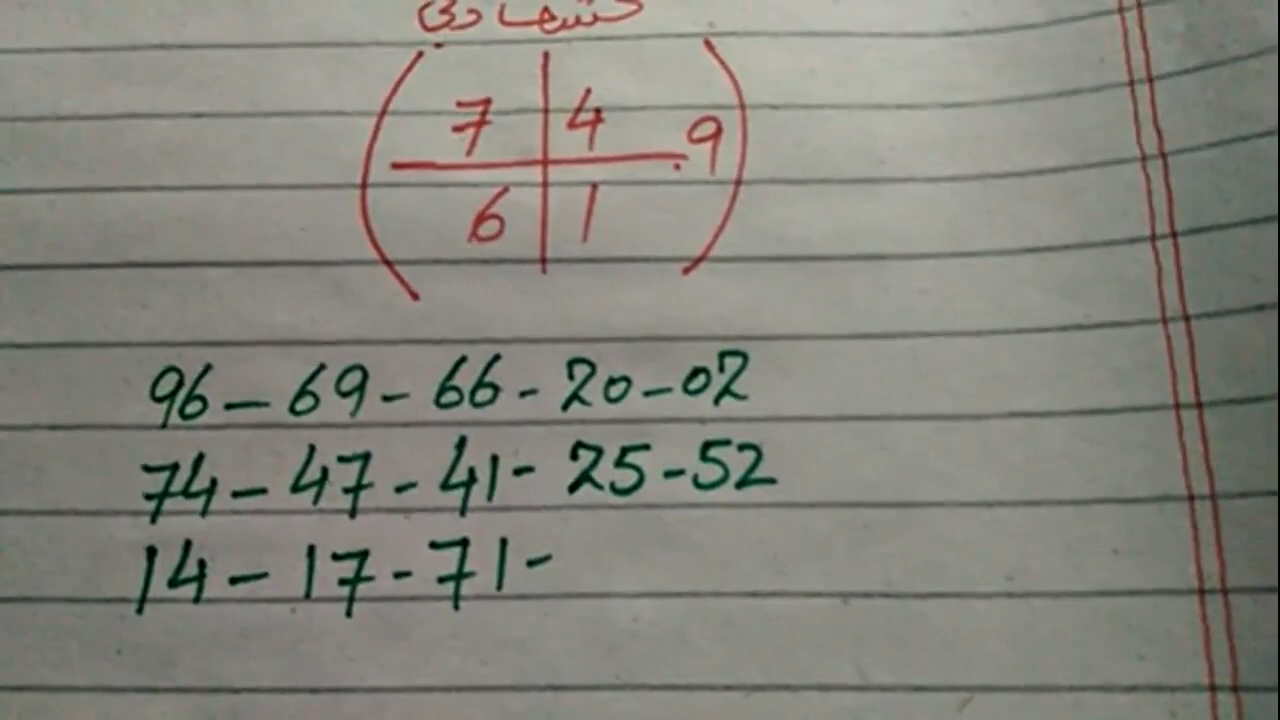 7 4 .9
6 1
96 - 69 - 66 - 20 - 02
74 - 47 - 41 - 25 - 52
14 - 17 - 71 -